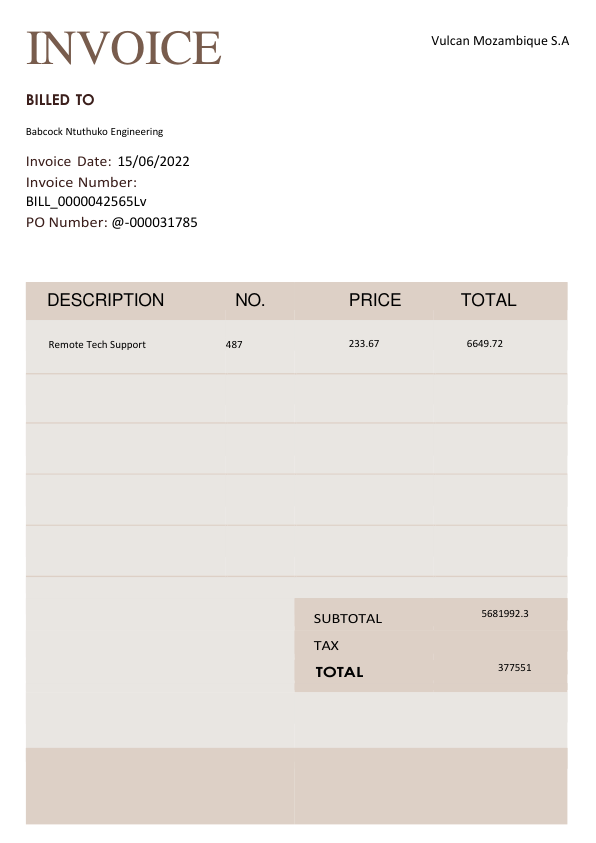 INVOICE
Vulcan Mozambique S.A
BILLED TO
Babcock Ntuthuko Engineering
Invoice Date: 15/06/2022
Invoice Number:
BILL_0000042565Lv
PO Number: @-000031785
DESCRIPTION NO. PRICE TOTAL
Remote Tech Support 487 233.67 6649.72
SUBTOTAL 5681992.3
TAX
TOTAL 377551